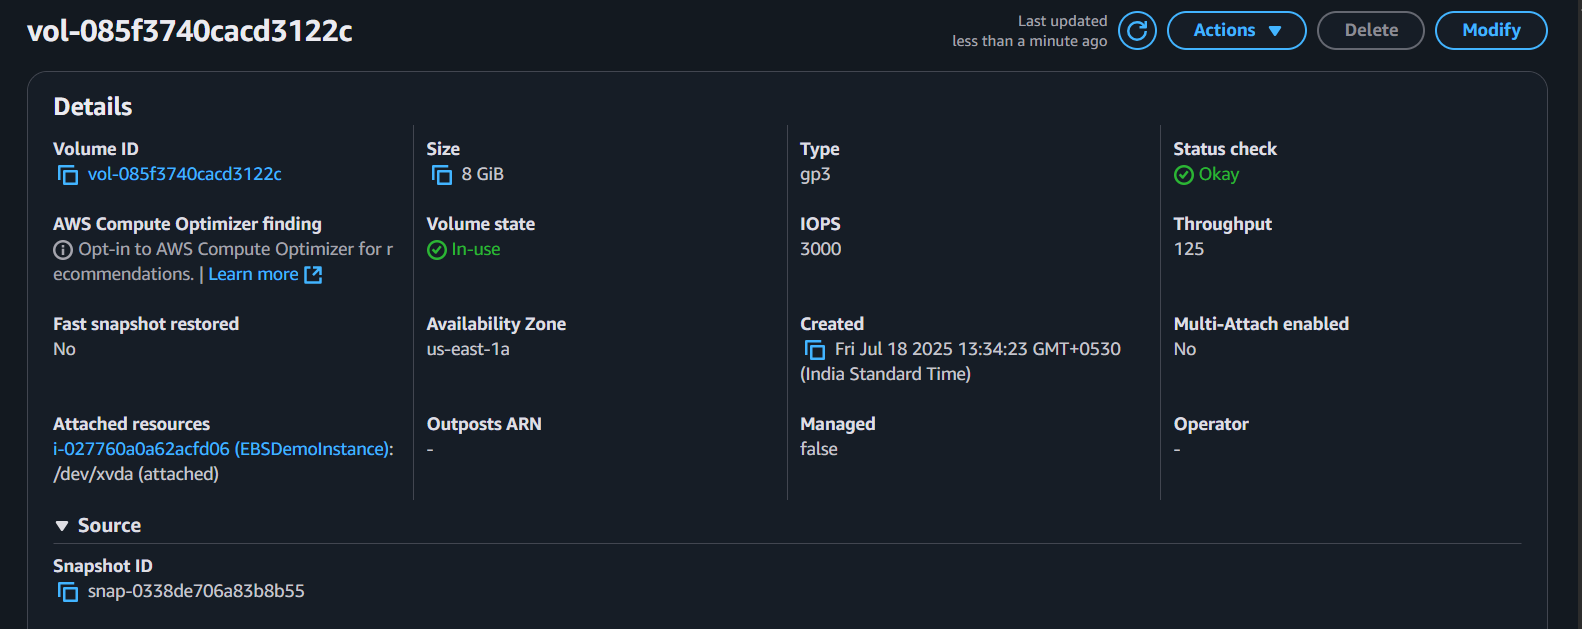 vol-085f3740cacd3122c
Last updated
less than a minute ago
Actions
Delete
Modify
Details
Volume ID
vol-085f3740cacd3122c
Size
8 GiB
Type
gp3
Status check
Okay
AWS Compute Optimizer finding
Opt-in to AWS Compute Optimizer for r
ecommendations. | Learn more
Volume state
In-use
IOPS
3000
Throughput
125
Fast snapshot restored
No
Availability Zone
us-east-1a
Created
Fri Jul 18 2025 13:34:23 GMT+0530
(India Standard Time)
Multi-Attach enabled
No
Attached resources
i-027760a0a62acfd06 (EBSDemoInstance):
/dev/xvda (attached)
Outposts ARN
-
Managed
false
Operator
-
Source
Snapshot ID
snap-0338de706a83b8b55